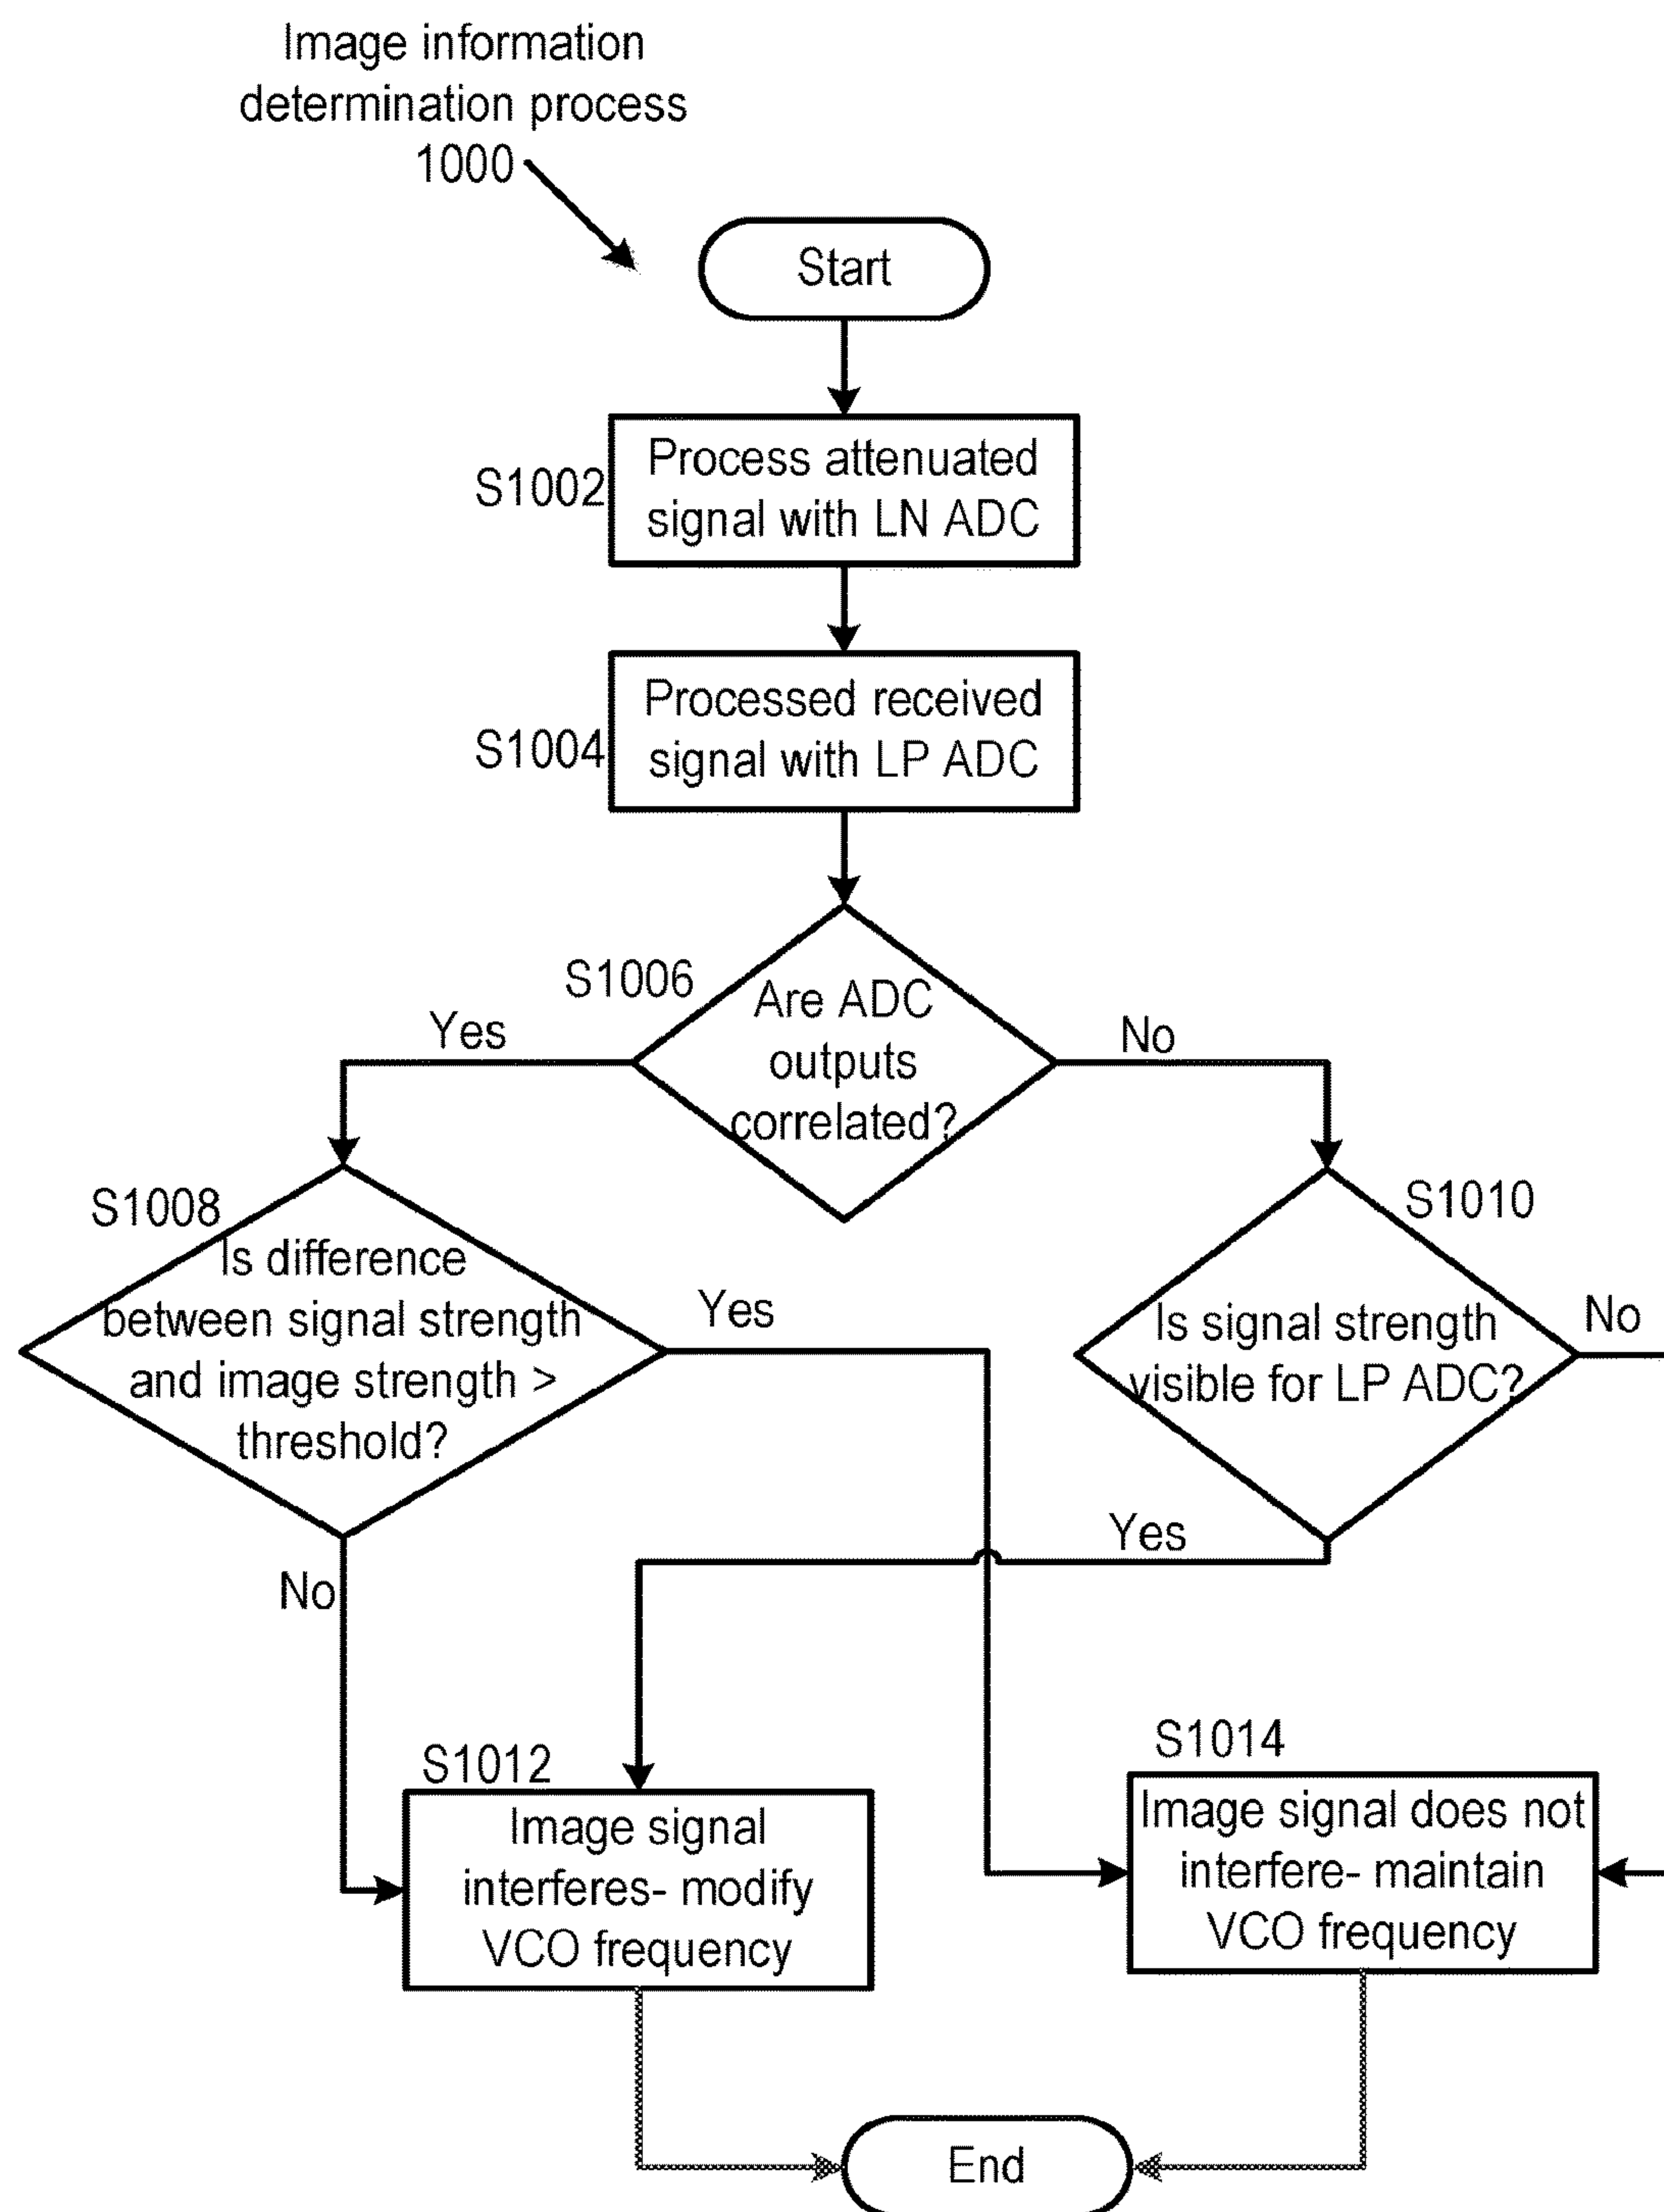 Image information
determination process
1000
Start
S1002
Process attenuated
signal with LN ADC
S1004
Processed received
signal with LP ADC
S1006
Are ADC
outputs
correlated?
Yes
No
S1008
Is difference
between signal strength
and image strength >
threshold?
Yes
No
S1010
Is signal strength
visible for LP ADC?
No
Yes
S1012
Image signal
interferes- modify
VCO frequency
S1014
Image signal does not
interfere- maintain
VCO frequency
End